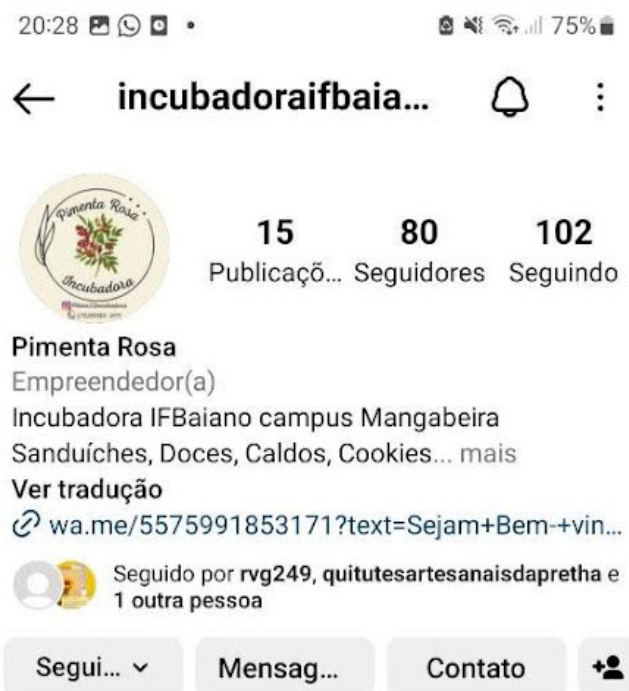 20:28 75%
incubadoraifbaia...
Pimenta Rosa
Incubadora
15 80 102
Publicaçõ... Seguidores Seguindo
Pimenta Rosa
Empreendedor(a)
Incubadora IFBaiano campus Mangabeira
Sanduíches, Doces, Caldos, Cookies... mais
Ver tradução
wa.me/5575991853171?text=Sejam+Bem-+vin...
Seguido por rvg249, quitutesartesanaisdapretha e
1 outra pessoa
Segui... Mensag... Contato